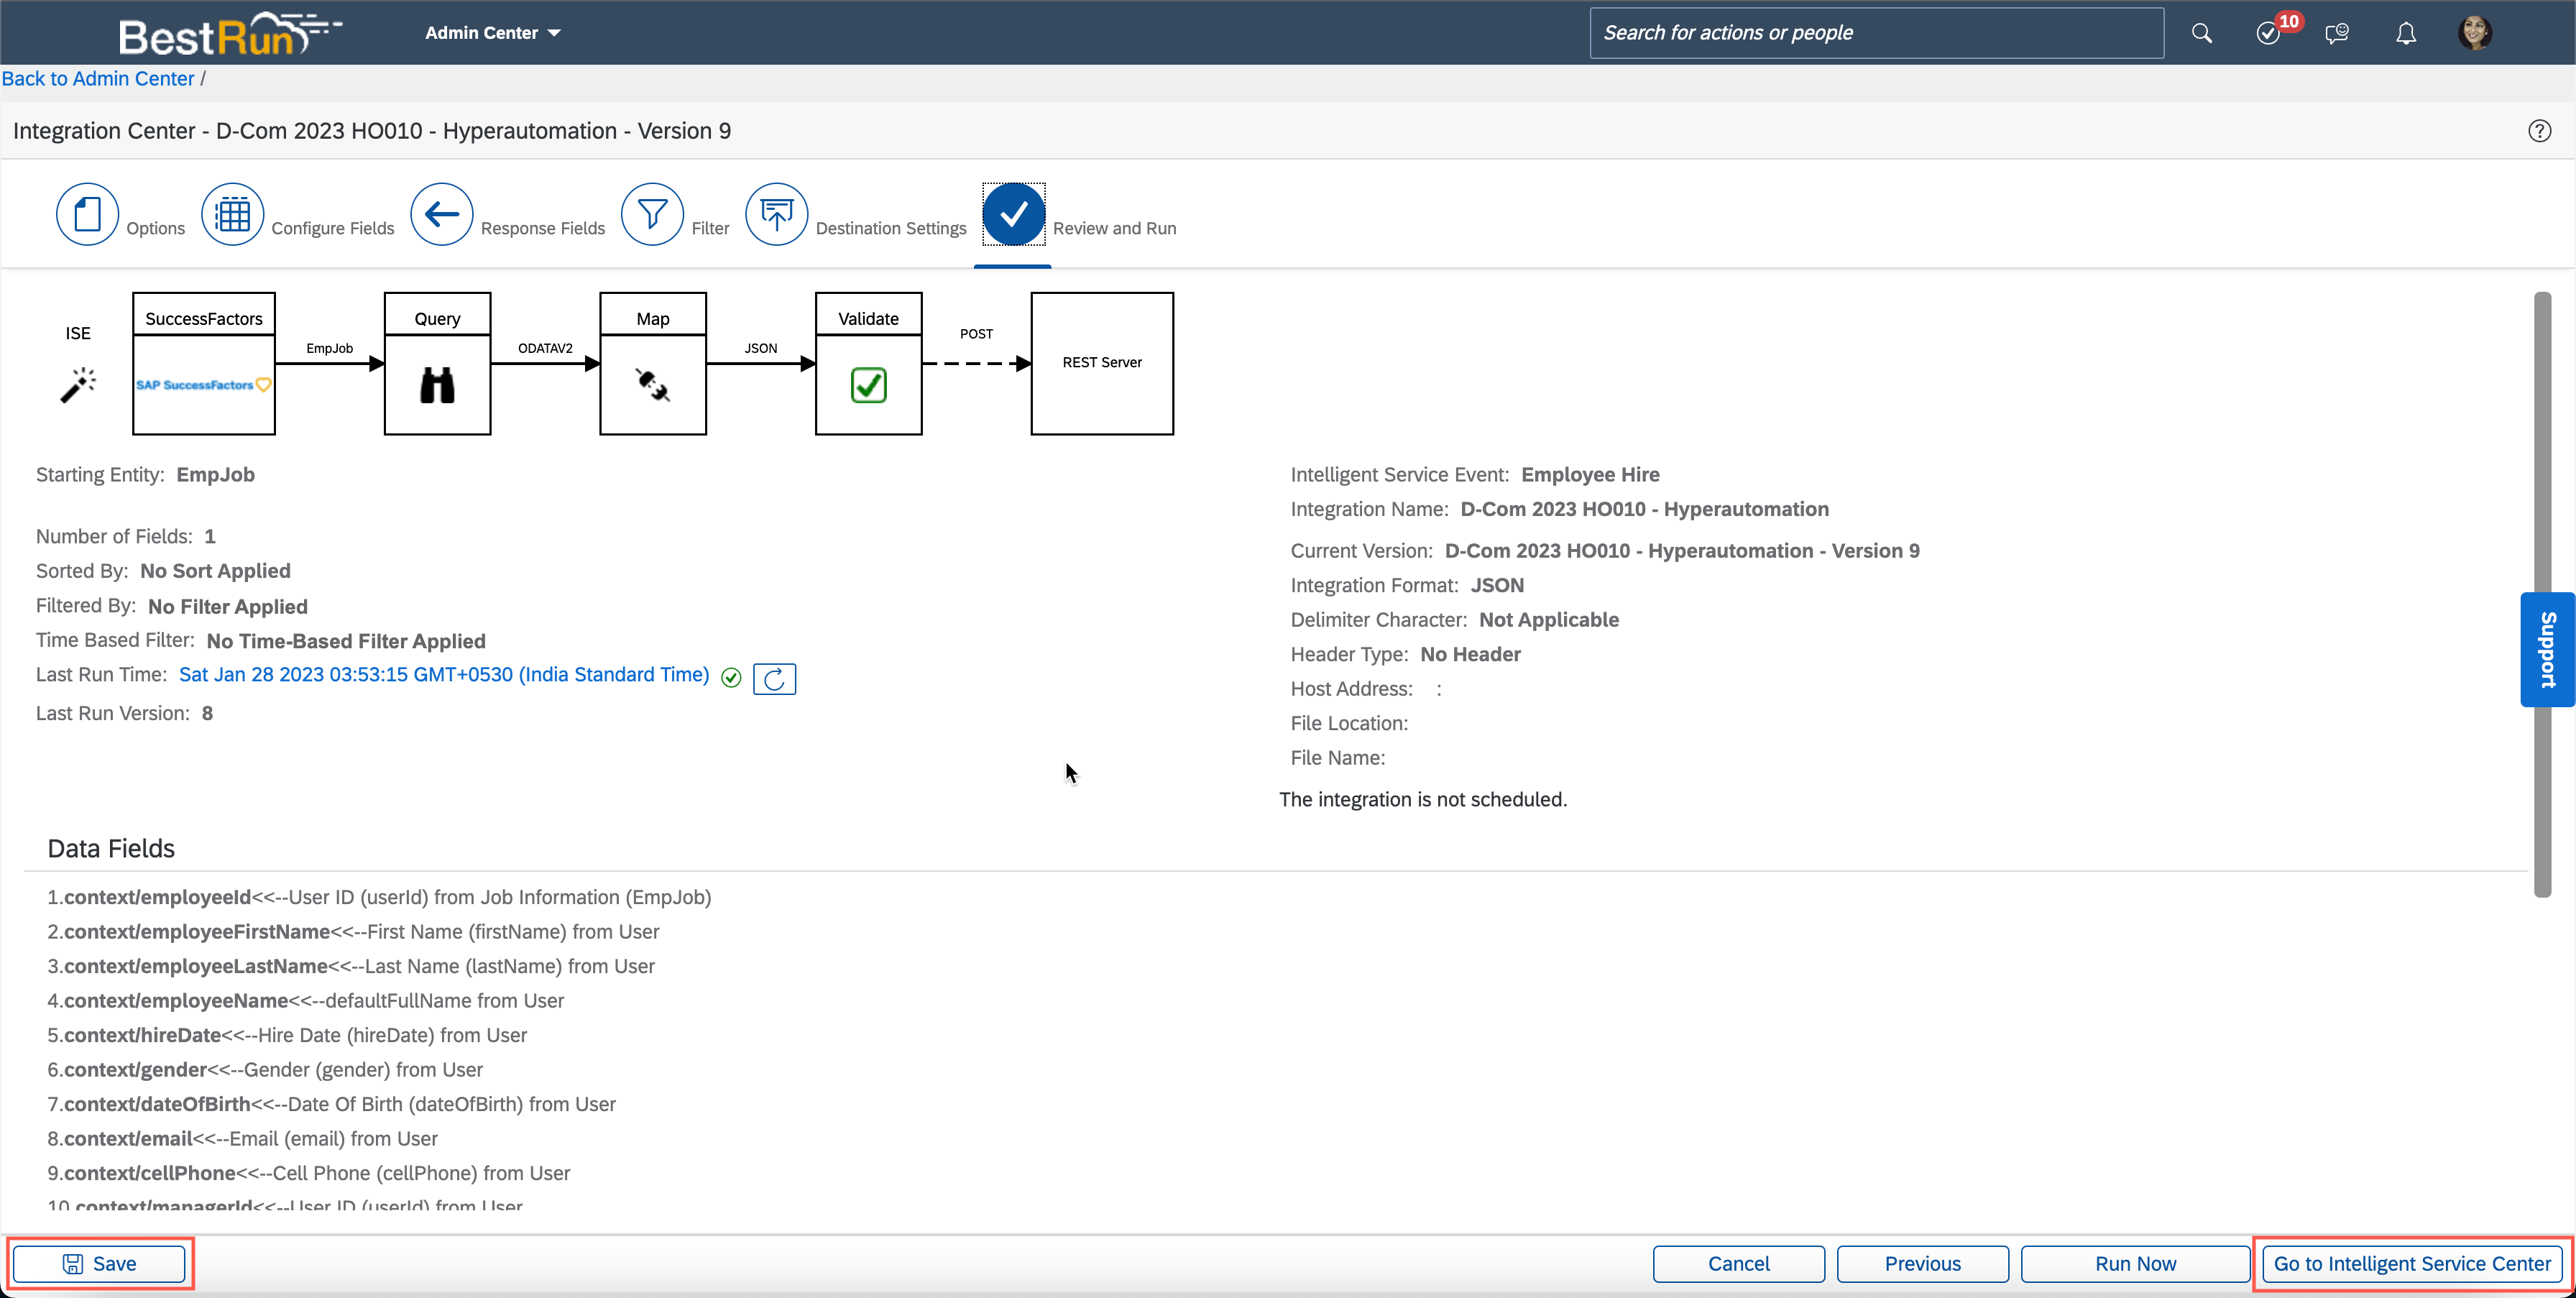 BestRun
Admin Center
Search for actions or people
10
Back to Admin Center /
Integration Center - D-Com 2023 HO010 - Hyperautomation - Version 9
Options
Configure Fields
Response Fields
Filter
Destination Settings
Review and Run
ISE
SuccessFactors
SAP SuccessFactors
EmpJob
Query
ODATAV2
Map
JSON
Validate
POST
REST Server
Starting Entity: EmpJob
Number of Fields: 1
Sorted By: No Sort Applied
Filtered By: No Filter Applied
Time Based Filter: No Time-Based Filter Applied
Last Run Time: Sat Jan 28 2023 03:53:15 GMT+0530 (India Standard Time)
Last Run Version: 8
Intelligent Service Event: Employee Hire
Integration Name: D-Com 2023 HO010 - Hyperautomation
Current Version: D-Com 2023 HO010 - Hyperautomation - Version 9
Integration Format: JSON
Delimiter Character: Not Applicable
Header Type: No Header
Host Address: :
File Location:
File Name:
The integration is not scheduled.
Support
Data Fields
1.context/employeeId<<--User ID (userId) from Job Information (EmpJob)
2.context/employeeFirstName<<--First Name (firstName) from User
3.context/employeeLastName<<--Last Name (lastName) from User
4.context/employeeName<<--defaultFullName from User
5.context/hireDate<<--Hire Date (hireDate) from User
6.context/gender<<--Gender (gender) from User
7.context/dateOfBirth<<--Date Of Birth (dateOfBirth) from User
8.context/email<<--Email (email) from User
9.context/cellPhone<<--Cell Phone (cellPhone) from User
10.context/managerId<<--User ID (userId) from User
Save
Cancel
Previous
Run Now
Go to Intelligent Service Center